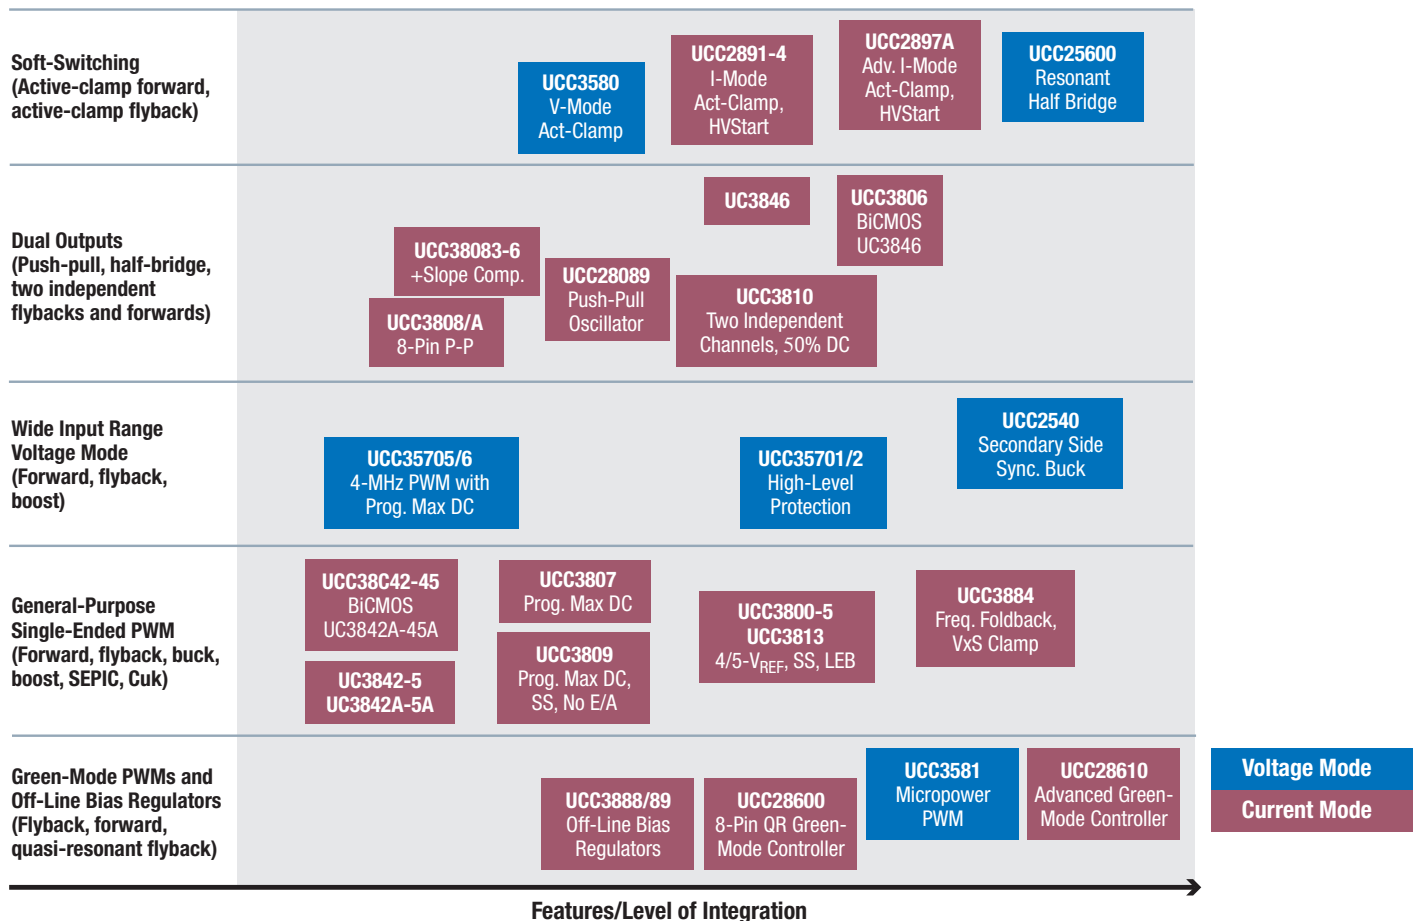 Soft-Switching
(Active-clamp forward,
active-clamp flyback)
UCC3580
V-Mode
Act-Clamp
UCC2891-4
I-Mode
Act-Clamp,
HVStart
UCC2897A
Adv. I-Mode
Act-Clamp,
HVStart
UCC25600
Resonant
Half Bridge
Dual Outputs
(Push-pull, half-bridge,
two independent
flybacks and forwards)
UCC38083-6
+Slope Comp.
UCC3808/A
8-Pin P-P
UCC28089
Push-Pull
Oscillator
UC3846
UCC3810
Two Independent
Channels, 50% DC
UCC3806
BiCMOS
UC3846
Wide Input Range
Voltage Mode
(Forward, flyback,
boost)
UCC35705/6
4-MHz PWM with
Prog. Max DC
UCC35701/2
High-Level
Protection
UCC2540
Secondary Side
Sync. Buck
General-Purpose
Single-Ended PWM
(Forward, flyback, buck,
boost, SEPIC, Cuk)
UCC38C42-45
BiCMOS
UC3842A-45A
UC3842-5
UC3842A-5A
UCC3807
Prog. Max DC
UCC3809
Prog. Max DC,
SS, No E/A
UCC3800-5
UCC3813
4/5-VREF, SS, LEB
UCC3884
Freq. Foldback,
VxS Clamp
Green-Mode PWMs and
Off-Line Bias Regulators
(Flyback, forward,
quasi-resonant flyback)
UCC3888/89
Off-Line Bias
Regulators
UCC28600
8-Pin QR Green-
Mode Controller
UCC3581
Micropower
PWM
UCC28610
Advanced Green-
Mode Controller
Voltage Mode
Current Mode
Features/Level of Integration